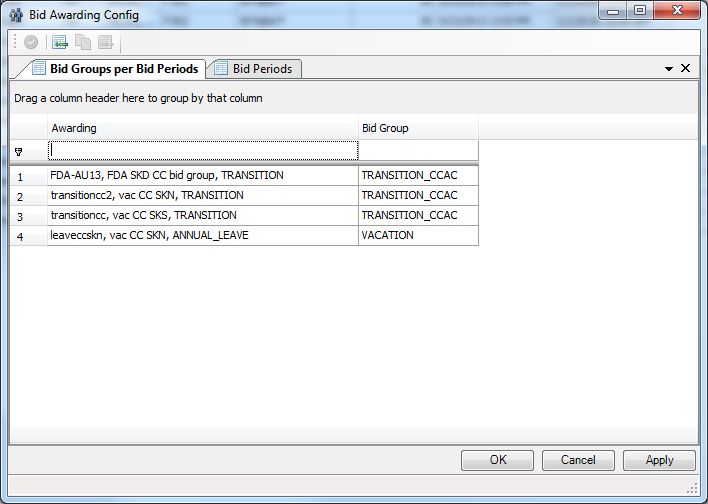 Bid Awarding Config
Bid Groups per Bid Periods
Bid Periods
Drag a column header here to group by that column
Awarding Bid Group
1 FDA-AU13, FDA SKD CC bid group, TRANSITION TRANSITION_CCAC
2 transitioncc2, vac CC SKN, TRANSITION TRANSITION_CCAC
3 transitioncc, vac CC SKS, TRANSITION TRANSITION_CCAC
4 leaveccskn, vac CC SKN, ANNUAL_LEAVE VACATION
OK Cancel Apply